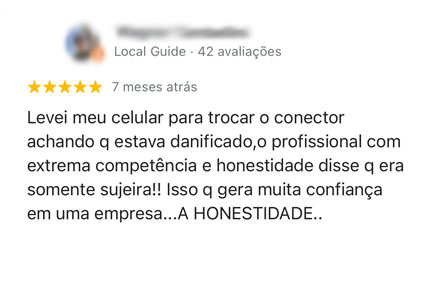 Local Guide · 42 avaliações
7 meses atrás
Levei meu celular para trocar o conector
achando q estava danificado,o profissional com
extrema competência e honestidade disse q era
somente sujeira!! Isso q gera muita confiança
em uma empresa...A HONESTIDADE..